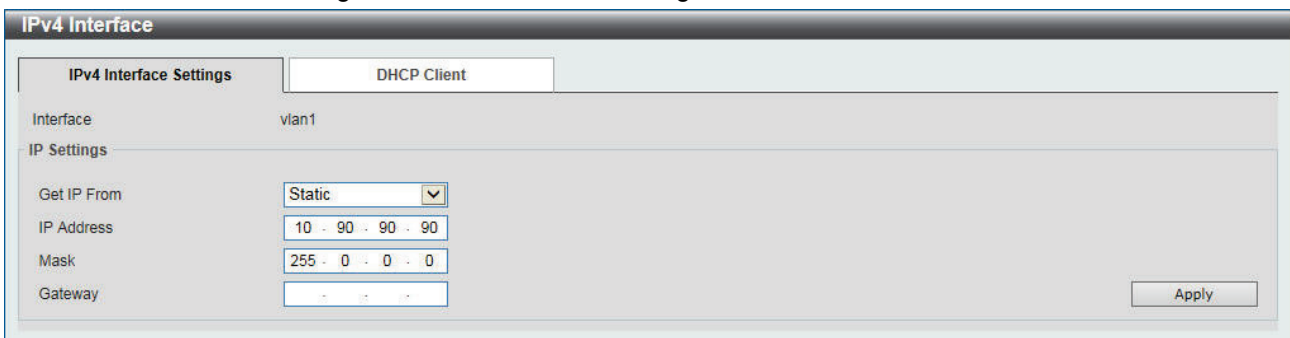 IPv4 Interface
IPv4 Interface Settings DHCP Client
Interface vlan1
IP Settings
Get IP From Static
IP Address 10 . 90 . 90 . 90
Mask 255 . 0 . 0 . 0
Gateway . . .
Apply